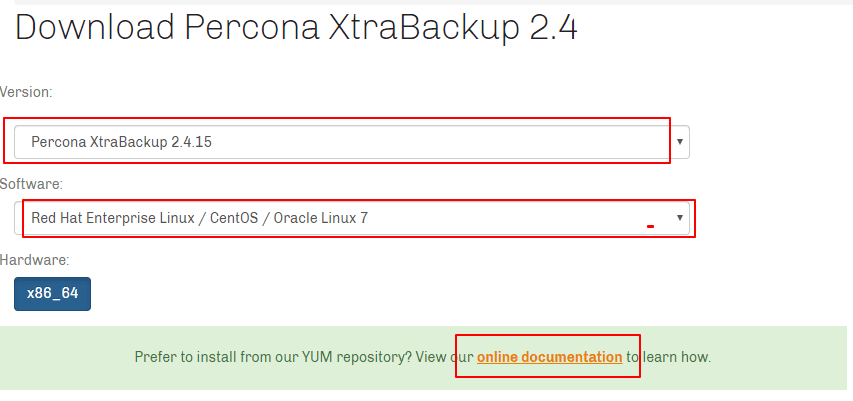 Download Percona XtraBackup 2.4
Version:
Percona XtraBackup 2.4.15
Software:
Red Hat Enterprise Linux / CentOS / Oracle Linux 7
Hardware:
x86_64
Prefer to install from our YUM repository? View our online documentation to learn how.